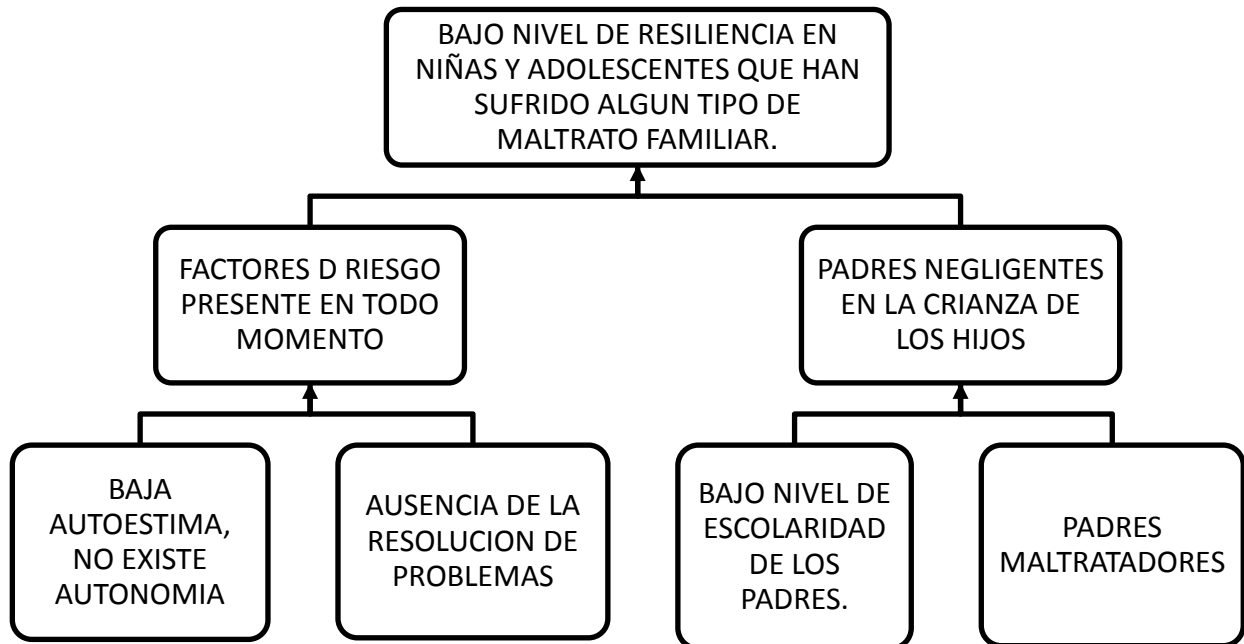 BAJO NIVEL DE RESILIENCIA EN
NIÑAS Y ADOLESCENTES QUE HAN
SUFRIDO ALGUN TIPO DE
MALTRATO FAMILIAR.
FACTORES D RIESGO
PRESENTE EN TODO
MOMENTO
PADRES NEGLIGENTES
EN LA CRIANZA DE
LOS HIJOS
BAJA
AUTOESTIMA,
NO EXISTE
AUTONOMIA
AUSENCIA DE LA
RESOLUCION DE
PROBLEMAS
BAJO NIVEL DE
ESCOLARIDAD
DE LOS
PADRES.
PADRES
MALTRATADORES